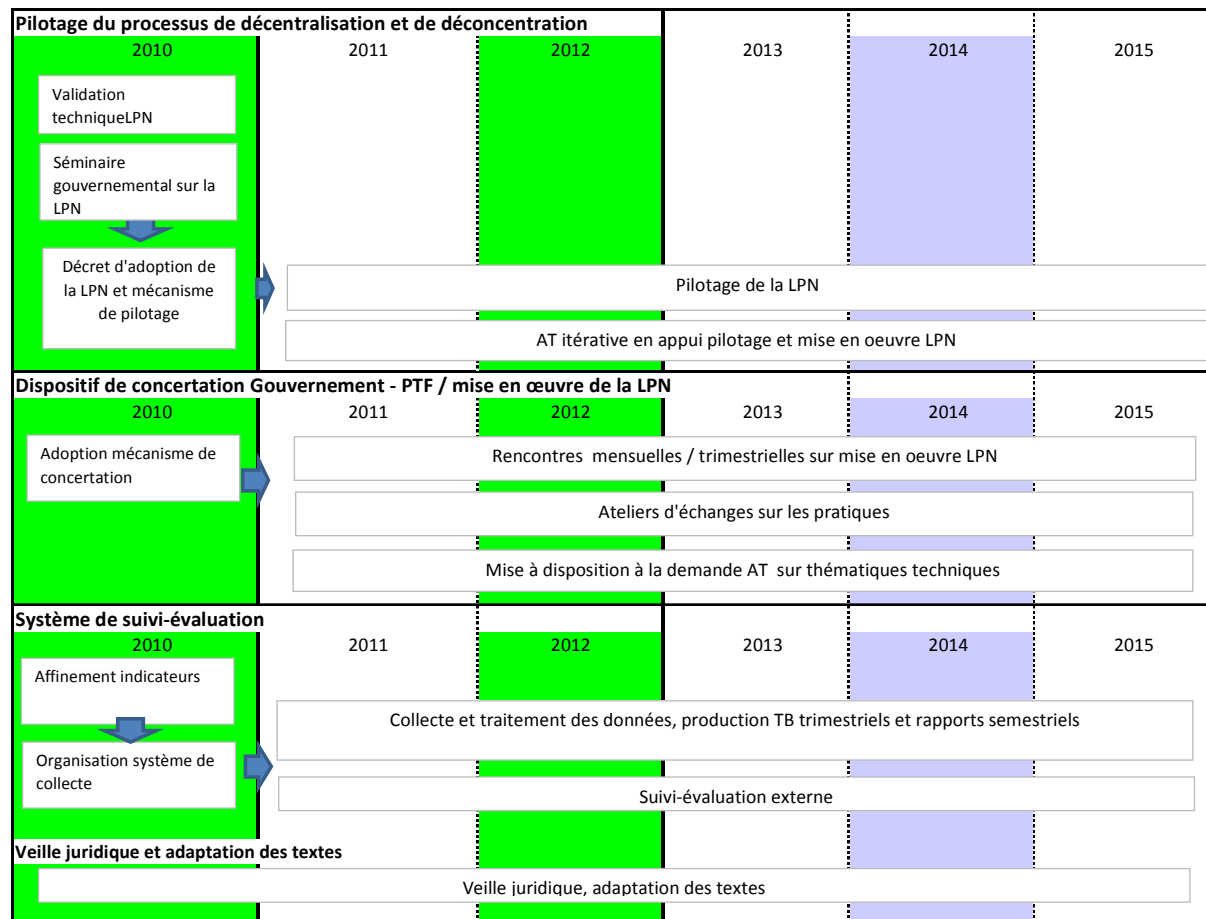 Pilotage du processus de décentralisation et de déconcentration
2010 2011 2012 2013 2014 2015
Validation
techniqueLPN
Séminaire
gouvernemental sur la
LPN
Décret d'adoption de
la LPN et mécanisme
de pilotage
Pilotage de la LPN
AT itérative en appui pilotage et mise en oeuvre LPN
Dispositif de concertation Gouvernement - PTF / mise en œuvre de la LPN
2010 2011 2012 2013 2014 2015
Adoption mécanisme de
concertation
Rencontres mensuelles / trimestrielles sur mise en oeuvre LPN
Ateliers d'échanges sur les pratiques
Mise à disposition à la demande AT sur thématiques techniques
Système de suivi-évaluation
2010 2011 2012 2013 2014 2015
Affinement indicateurs
Organisation système de
collecte
Collecte et traitement des données, production TB trimestriels et rapports semestriels
Suivi-évaluation externe
Veille juridique et adaptation des textes
Veille juridique, adaptation des textes